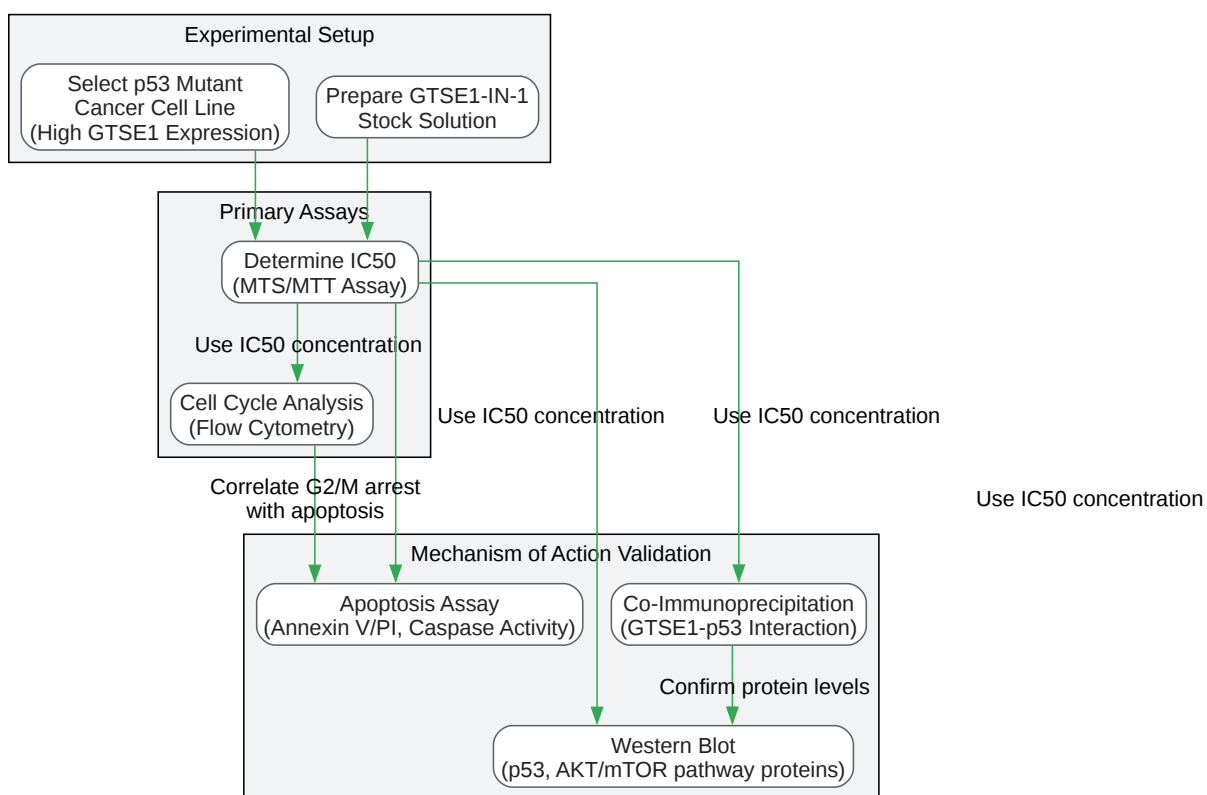 Experimental Setup
Select p53 Mutant
Cancer Cell Line
(High GTSE1 Expression)
Prepare GTSE1-IN-1
Stock Solution
Primary Assays
Determine IC50
(MTS/MTT Assay)
Use IC50 concentration
Cell Cycle Analysis
(Flow Cytometry)
Use IC50 concentration
Use IC50 concentration
Correlate G2/M arrest
with apoptosis
Use IC50 concentration
Mechanism of Action Validation
Apoptosis Assay
(Annexin V/PI, Caspase Activity)
Co-Immunoprecipitation
(GTSE1-p53 Interaction)
Confirm protein levels
Western Blot
(p53, AKT/mTOR pathway proteins)